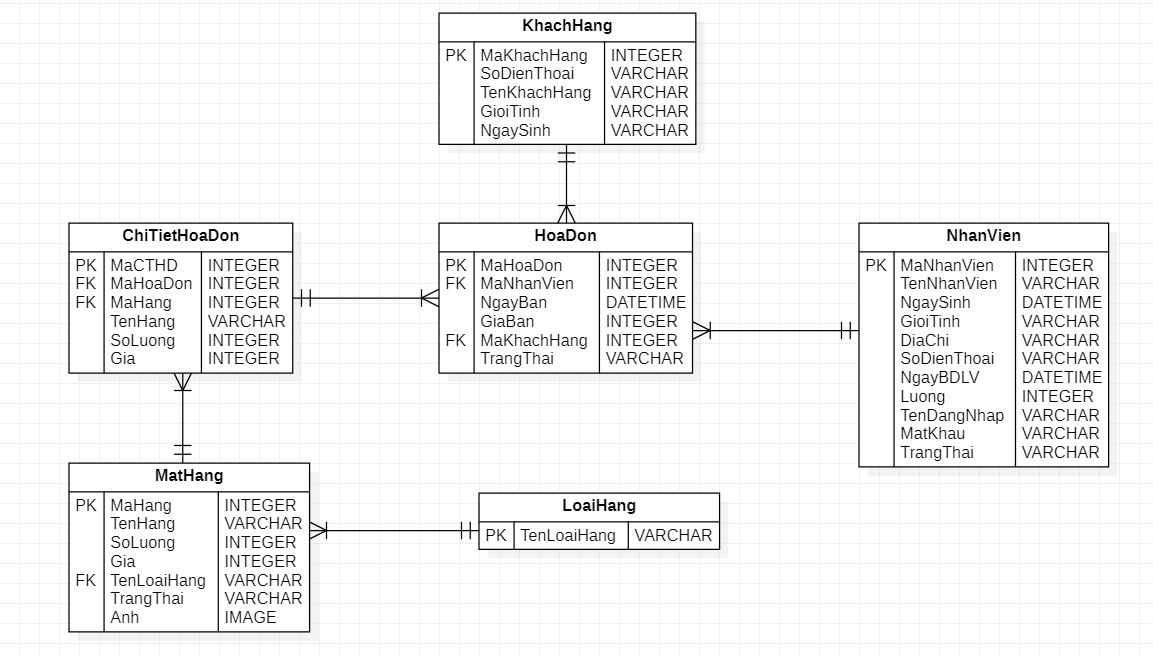 KhachHang
PK MaKhachHang INTEGER
SoDienThoai VARCHAR
TenKhachHang VARCHAR
GioiTinh VARCHAR
NgaySinh VARCHAR
ChiTietHoaDon
PK MaCTHD INTEGER
FK MaHoaDon INTEGER
FK MaHang INTEGER
TenHang VARCHAR
SoLuong INTEGER
Gia INTEGER
HoaDon
PK MaHoaDon INTEGER
FK MaNhanVien INTEGER
NgayBan DATETIME
GiaBan INTEGER
FK MaKhachHang INTEGER
TrangThai VARCHAR
NhanVien
PK MaNhanVien INTEGER
TenNhanVien VARCHAR
NgaySinh DATETIME
GioiTinh VARCHAR
DiaChi VARCHAR
SoDienThoai VARCHAR
NgayBDLV DATETIME
Luong INTEGER
TenDangNhap VARCHAR
MatKhau VARCHAR
TrangThai VARCHAR
MatHang
PK MaHang INTEGER
TenHang VARCHAR
SoLuong INTEGER
Gia INTEGER
FK TenLoaiHang VARCHAR
TrangThai VARCHAR
Anh IMAGE
LoaiHang
PK TenLoaiHang VARCHAR